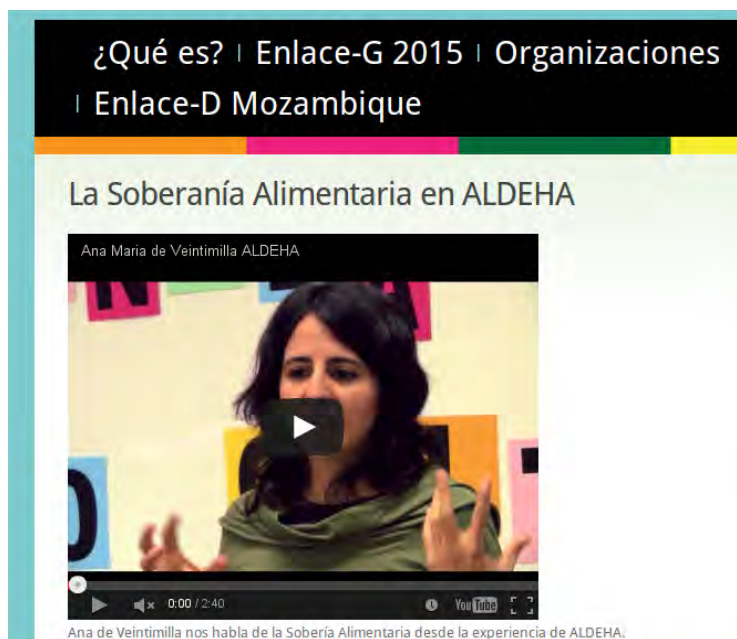 ¿Qué es? | Enlace-G 2015 | Organizaciones
| Enlace-D Mozambique
La Soberanía Alimentaria en ALDEHA
Ana Maria de Veintimilla ALDEHA
0:00 / 2:40
YouTube
Ana de Veintimilla nos habla de la Sobería Alimentaria desde la experiencia de ALDEHA.